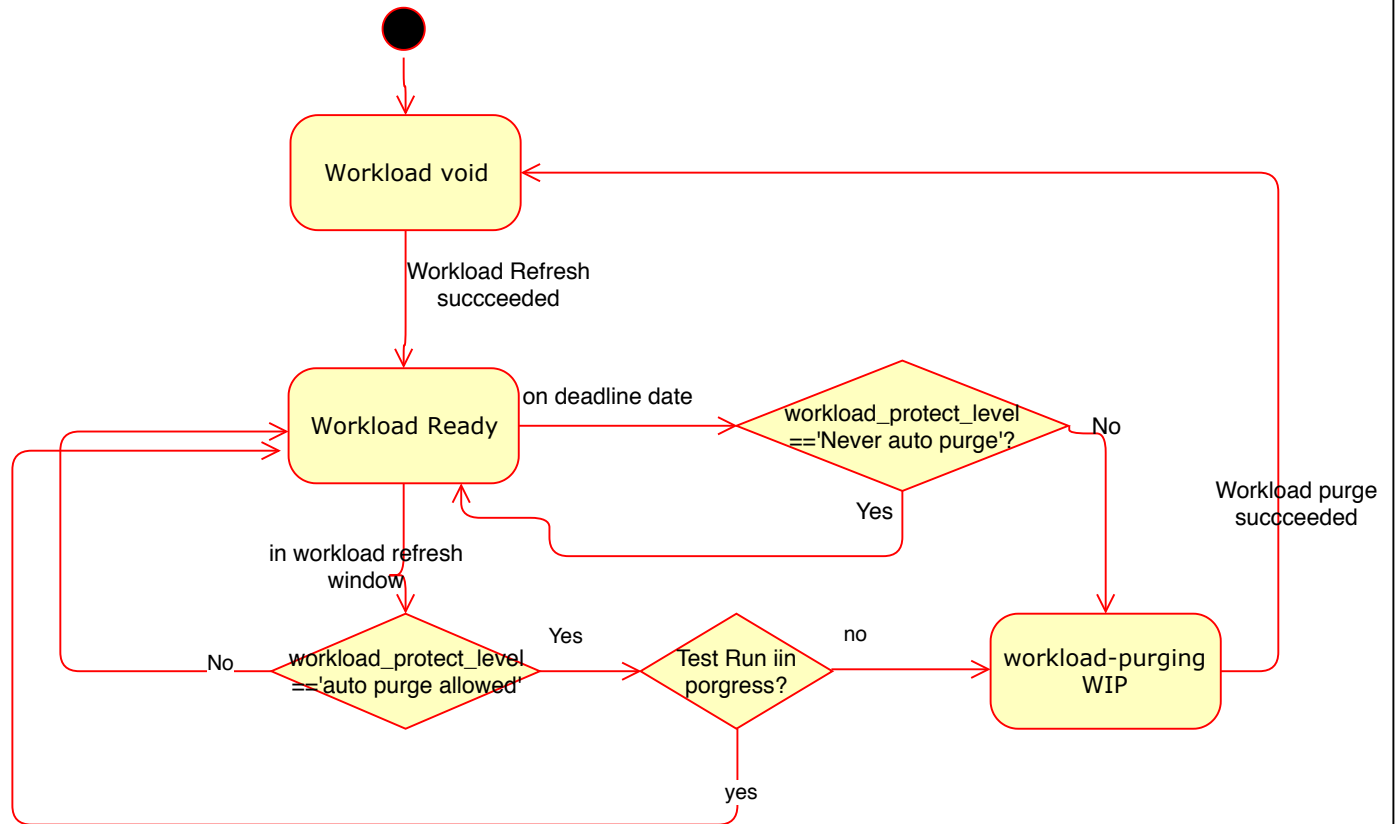 Workload void
Workload Refresh
succceeded
Workload Ready
on deadline date
workload_protect_level
=='Never auto purge'?
No
Yes
Workload purge
succceeded
in workload refresh
window
No
workload_protect_level
=='auto purge allowed'
Yes
Test Run iin
porgress?
no
workload-purging
WIP
yes